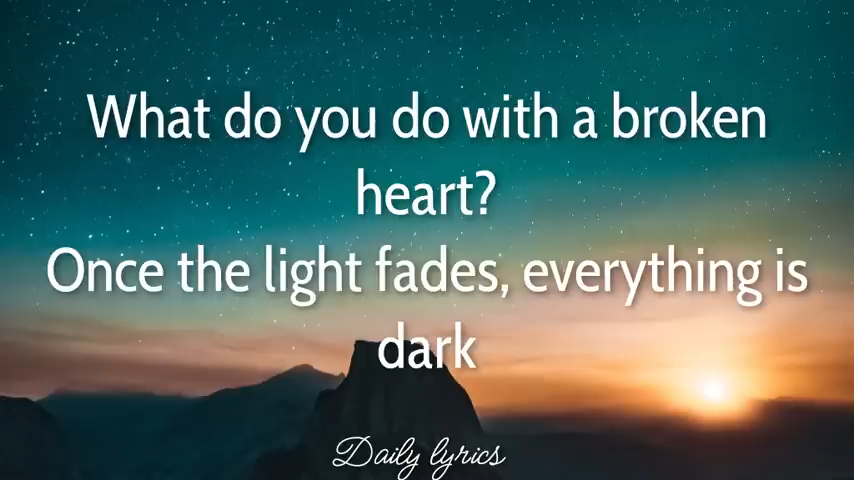 What do you do with a broken
heart?
Once the light fades, everything is
dark
Daily lyrics